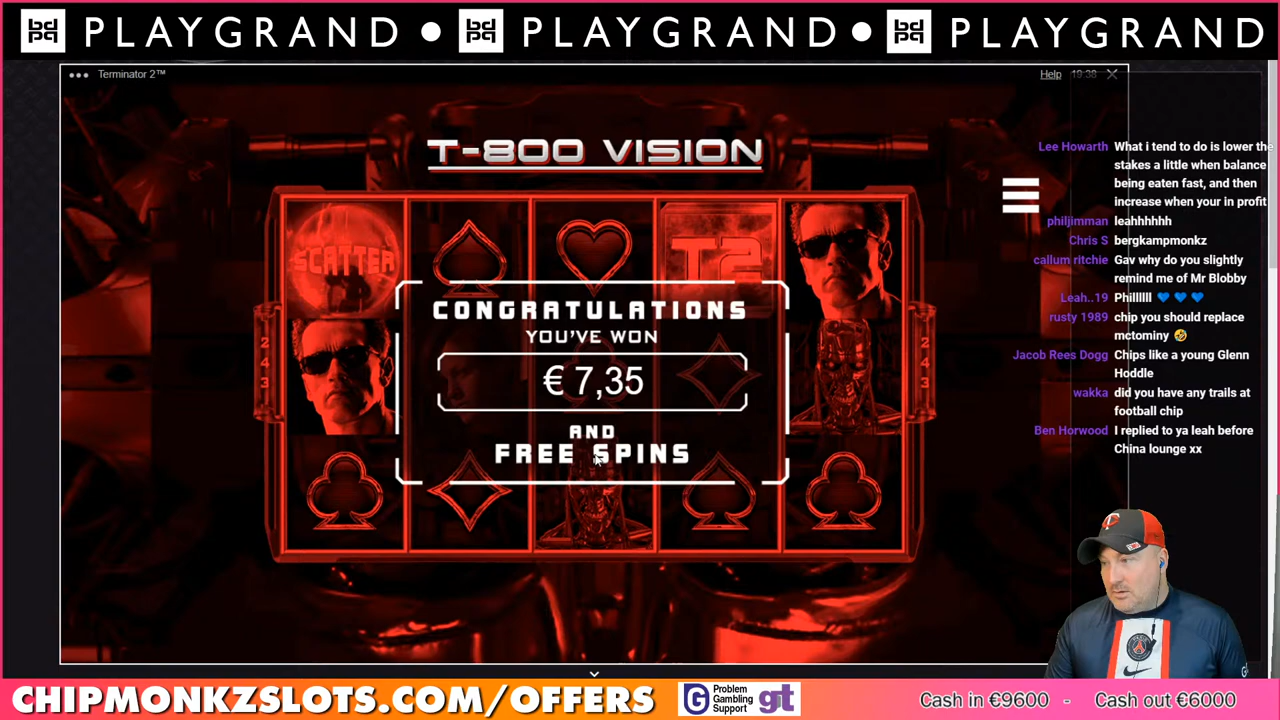 PLAYGRAND PLAYGRAND PLAYGRAND
Terminator 2™ Help 19:38
T-800 VISION
SCATTER T2
CONGRATULATIONS
YOU'VE WON
€ 7,35
AND
FREE SPINS
243 243
Lee Howarth What i tend to do is lower the
stakes a little when balance
being eaten fast, and then
increase when your in profit
philjimman leahhhhhh
Chris S bergkampmonkz
callum ritchie Gav why do you slightly
remind me of Mr Blobby
Leah..19 Philllllll 💙 💙 💙
rusty 1989 chip you should replace
mctominy 🤣
Jacob Rees Dogg Chips like a young Glenn
Hoddle
wakka did you have any trails at
football chip
Ben Horwood I replied to ya leah before
China lounge xx
CHIPMONKZSLOTS.COM/OFFERS
Problem
Gambling
Support
gt
Cash in €9600 - Cash out €6000